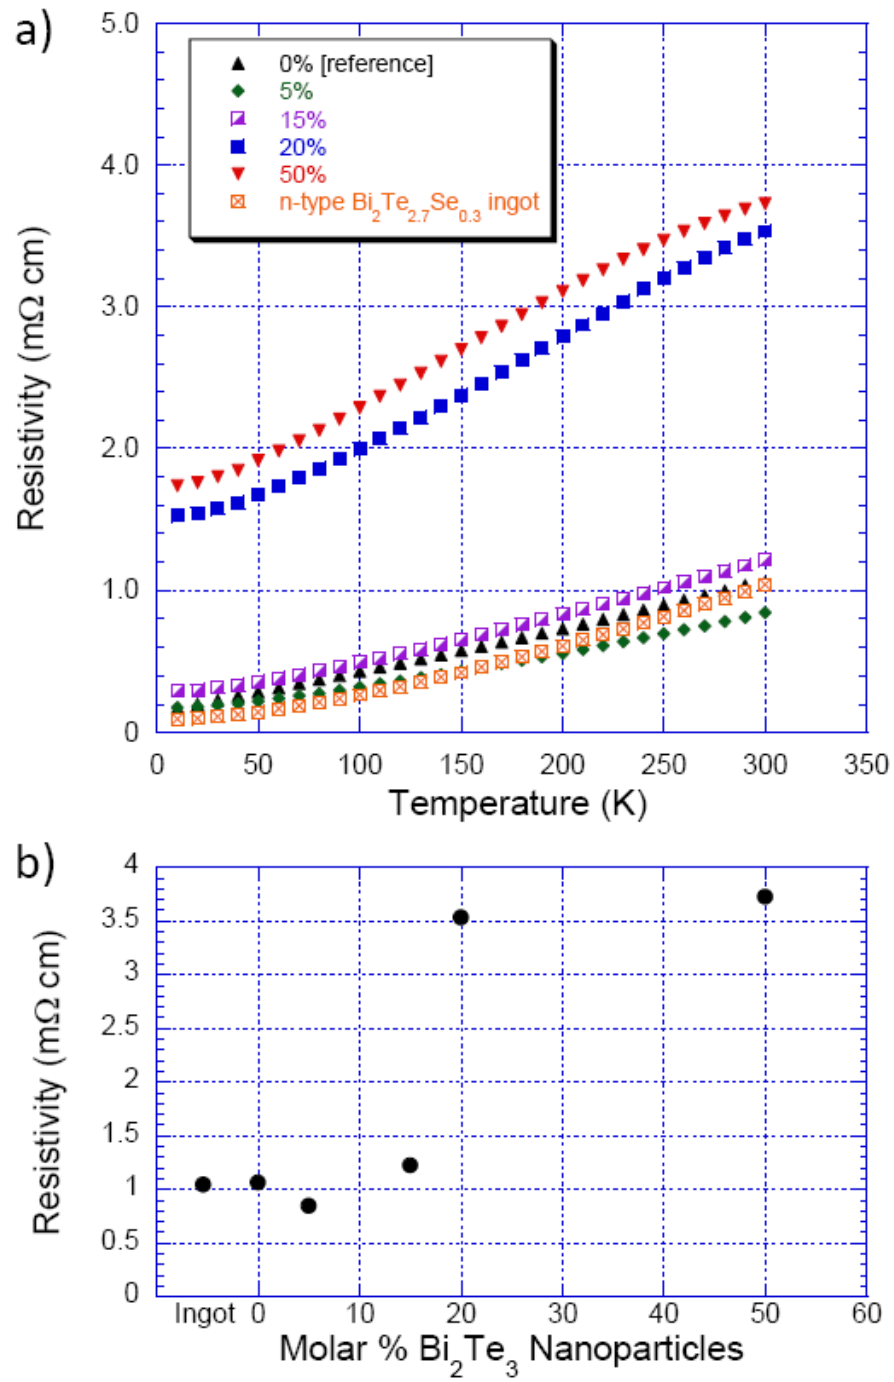 a)
5.0
4.0
3.0
2.0
1.0
0
Resistivity (mΩ cm)
0% [reference]
5%
15%
20%
50%
n-type Bi₂Te₂.₇Se₀.₃ ingot
0 50 100 150 200 250 300 350
Temperature (K)
b)
4
3.5
3
2.5
2
1.5
1
0.5
0
Resistivity (mΩ cm)
Ingot 0 10 20 30 40 50 60
Molar % Bi₂Te₃ Nanoparticles